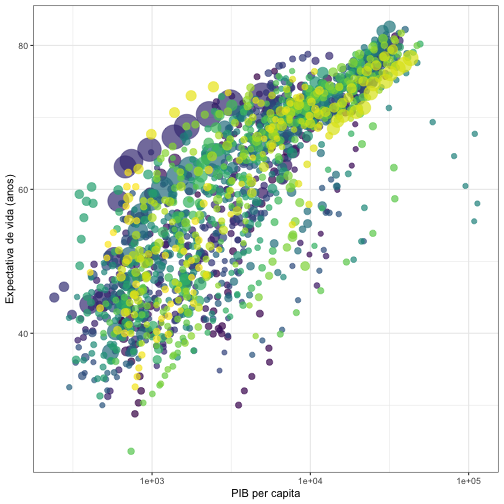 80
60
40
Expectativa de vida (anos)
1e+03
1e+04
1e+05
PIB per capita